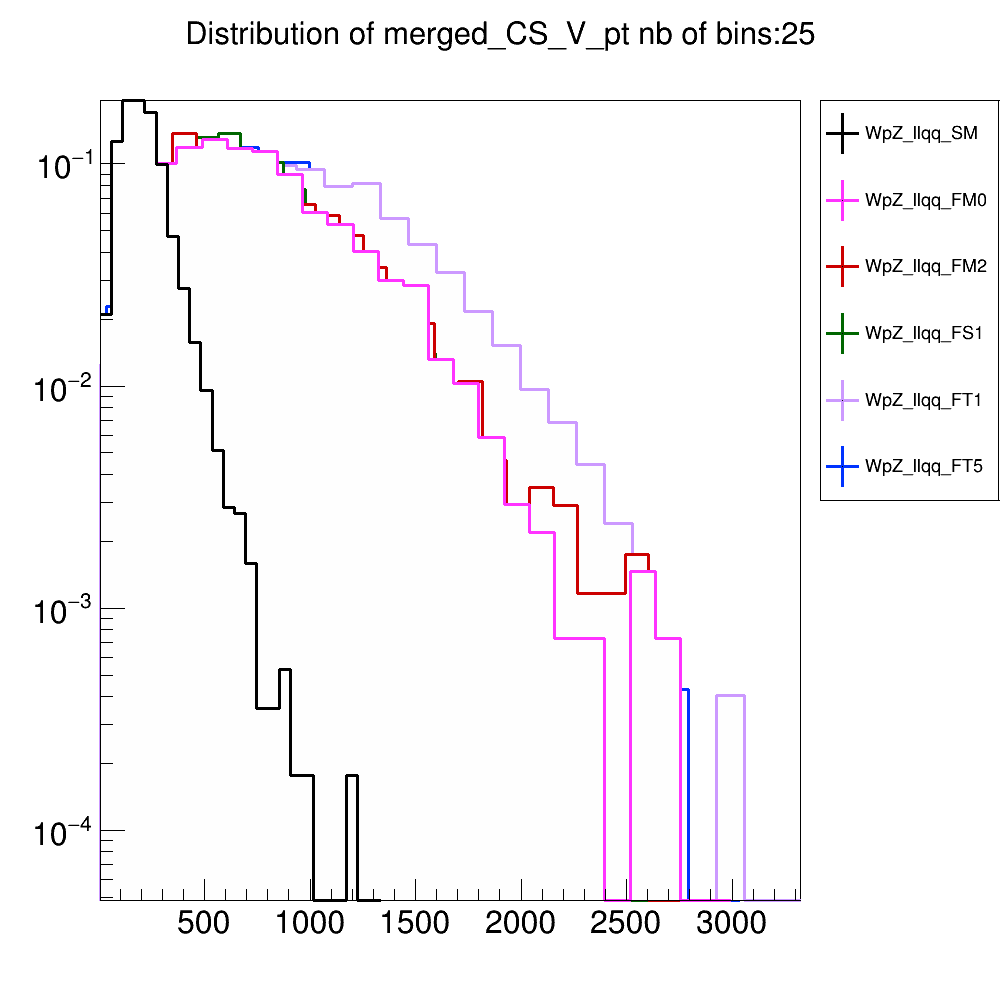 Distribution of merged_CS_V_pt nb of bins:25
10⁻¹
10⁻²
10⁻³
10⁻⁴
500 1000 1500 2000 2500 3000
WpZ_llqq_SM
WpZ_llqq_FM0
WpZ_llqq_FM2
WpZ_llqq_FS1
WpZ_llqq_FT1
WpZ_llqq_FT5